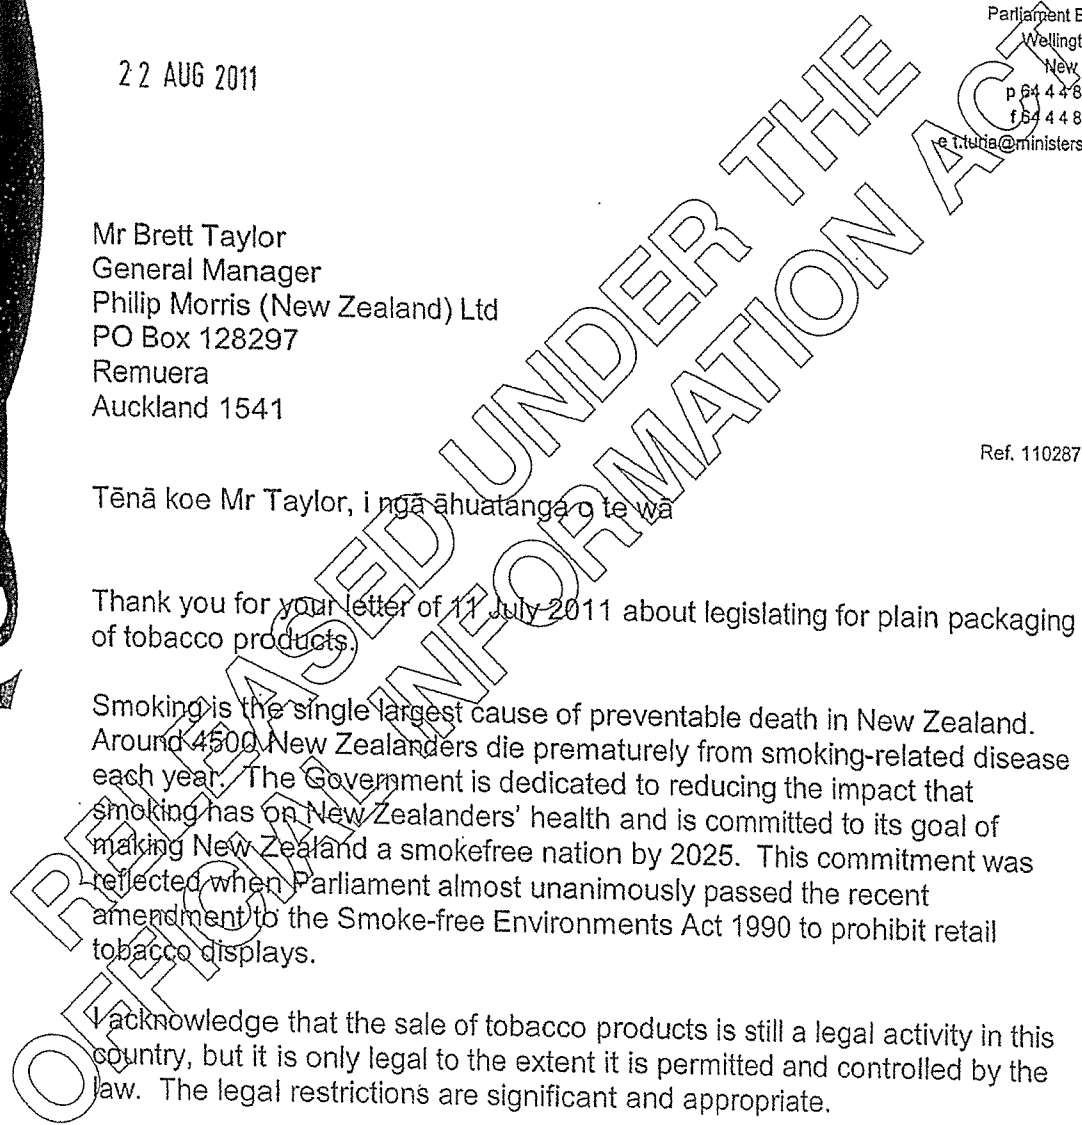 Parliament B
Wellingt
New
p 64 4 4 8
f 64 4 4 8
e t.turia@ministers
22 AUG 2011
Mr Brett Taylor
General Manager
Philip Morris (New Zealand) Ltd
PO Box 128297
Remuera
Auckland 1541
Ref. 110287
Tēnā koe Mr Taylor, i ngā āhuatanga o te wā
Thank you for your letter of 11 July 2011 about legislating for plain packaging
of tobacco products.
Smoking is the single largest cause of preventable death in New Zealand.
Around 4500 New Zealanders die prematurely from smoking-related disease
each year. The Government is dedicated to reducing the impact that
smoking has on New Zealanders' health and is committed to its goal of
making New Zealand a smokefree nation by 2025. This commitment was
reflected when Parliament almost unanimously passed the recent
amendment to the Smoke-free Environments Act 1990 to prohibit retail
tobacco displays.
I acknowledge that the sale of tobacco products is still a legal activity in this
country, but it is only legal to the extent it is permitted and controlled by the
law. The legal restrictions are significant and appropriate.
RELEASED UNDER THE
OFFICIAL INFORMATION ACT